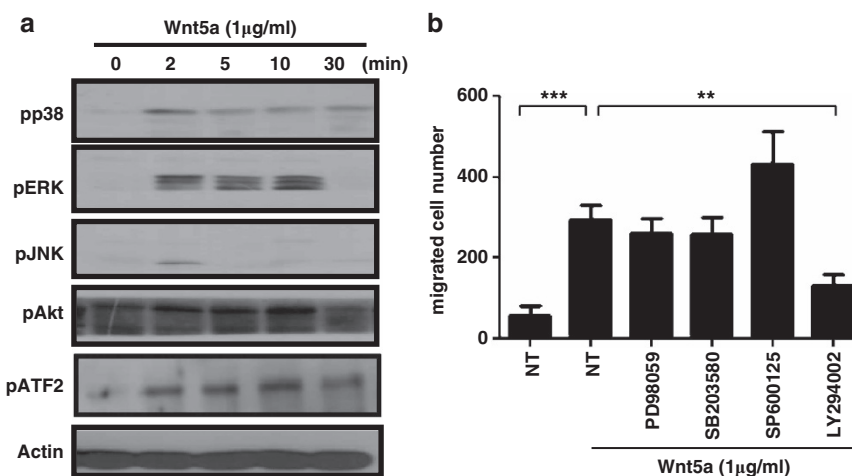 a
Wnt5a (1μg/ml)
0 2 5 10 30 (min)
pp38
pERK
pJNK
pAkt
pATF2
Actin
b
600
400
200
0
migrated cell number
***
**
NT
NT
PD98059
SB203580
SP600125
LY294002
Wnt5a (1μg/ml)